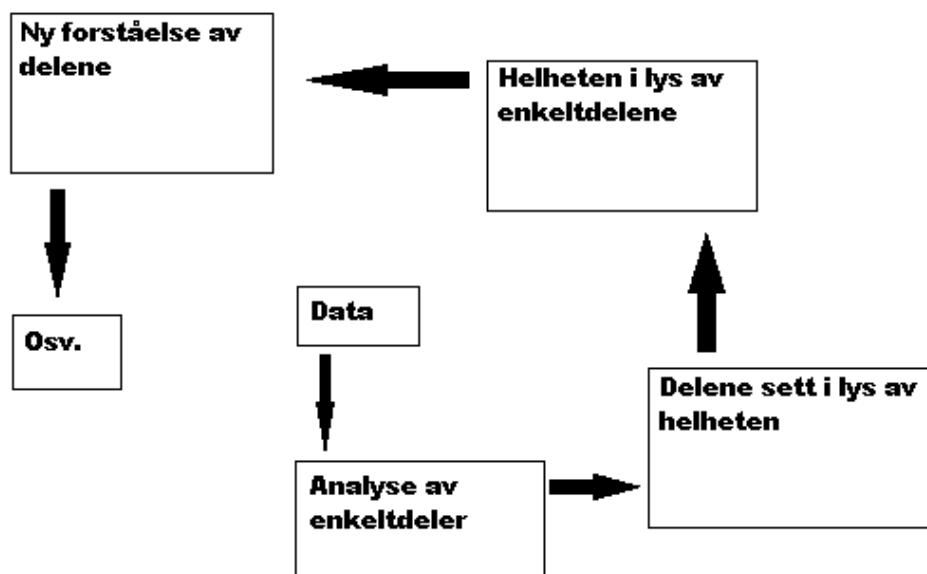 Ny forståelse av
delene
Helheten i lys av
enkeltdelene
Osv.
Data
Delene sett i lys av
helheten
Analyse av
enkeltdeler